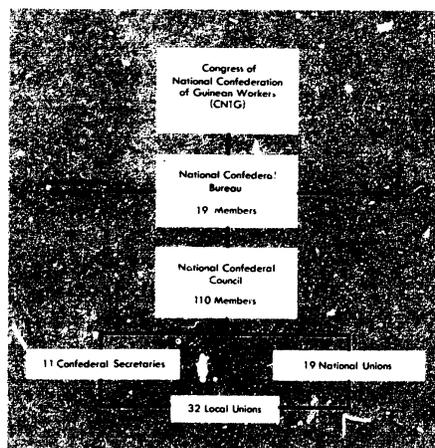 Congress of
National Confederation
of Guinean Workers
(CNTG)
National Confederal
Bureau
19 Members
National Confederal
Council
110 Members
11 Confederal Secretaries
19 National Unions
32 Local Unions